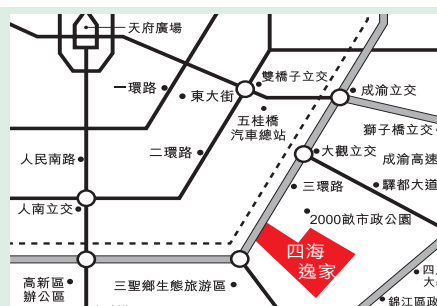 天府廣場
雙橋子立交
一環路
東大街
成渝立交
五桂橋
汽車總站
獅子橋立交
二環路
大觀立交
人民南路
成渝高速
三環路
驛都大道
人南立交
2000畝市政公園
四海
逸家
高新區
辦公區
三聖鄉生態旅游區
錦江區政